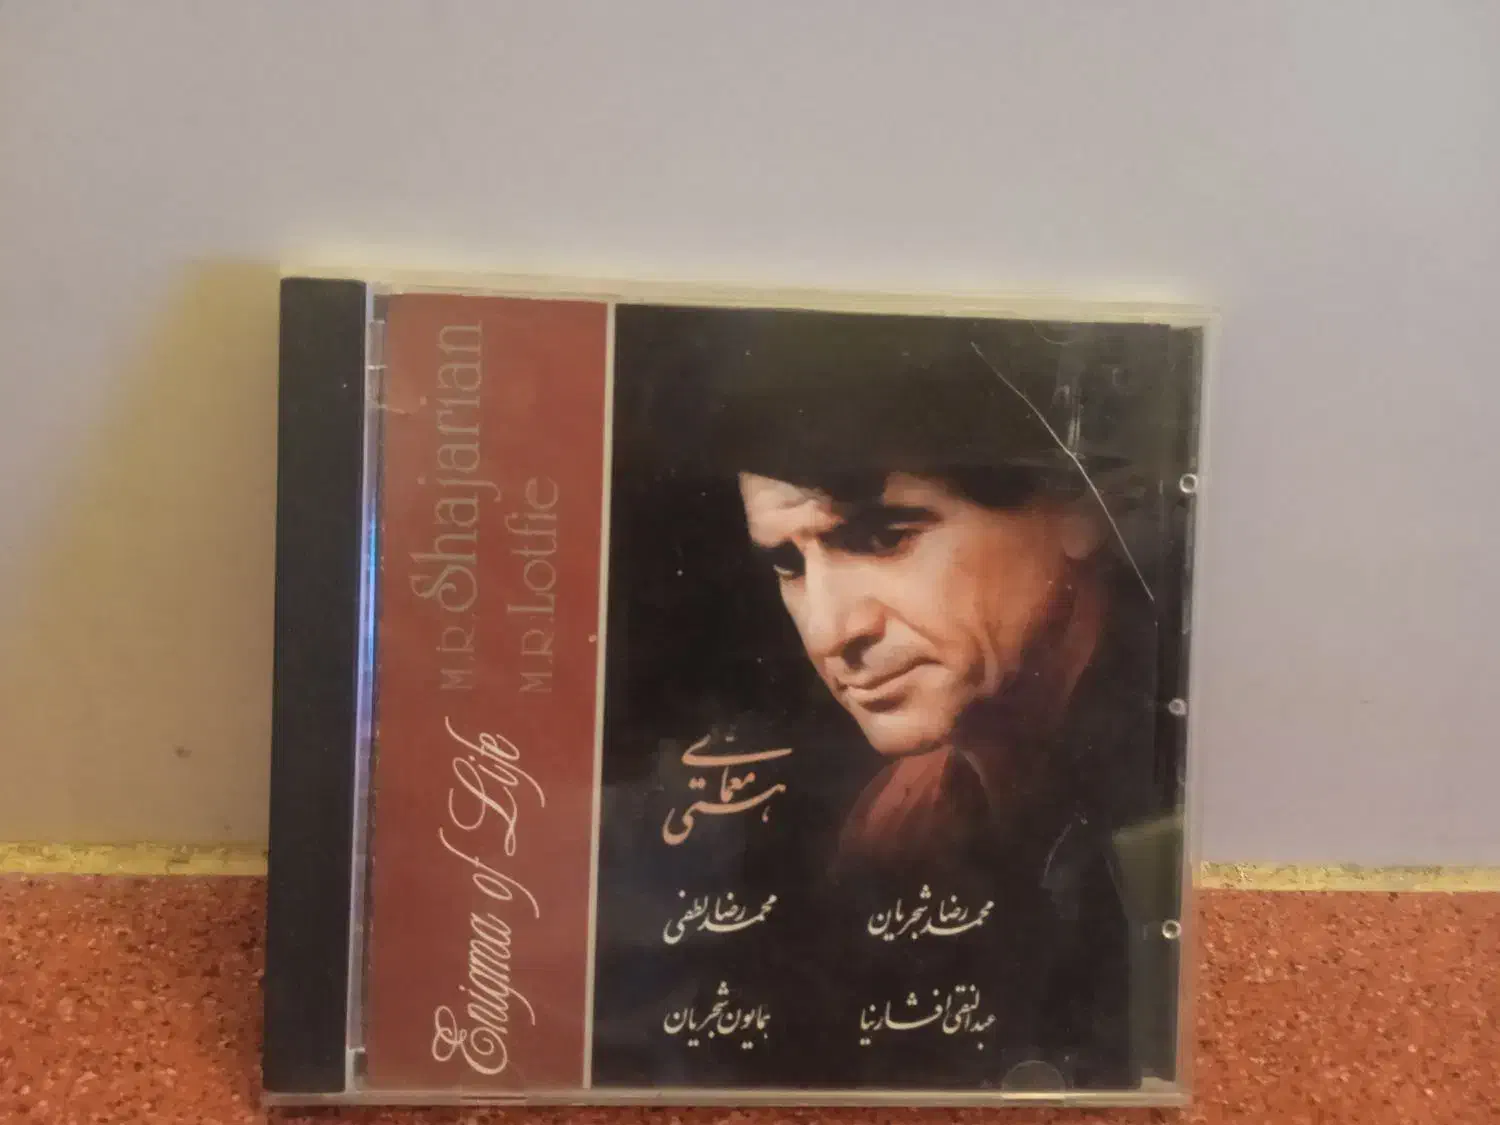 M.R.Shajarian
M.R.Lotfie
Enigma of Life
معمای
هستی
محمدرضا شجریان
محمدرضا لطفی
عبدالنقی افشارنیا
همایون شجریان